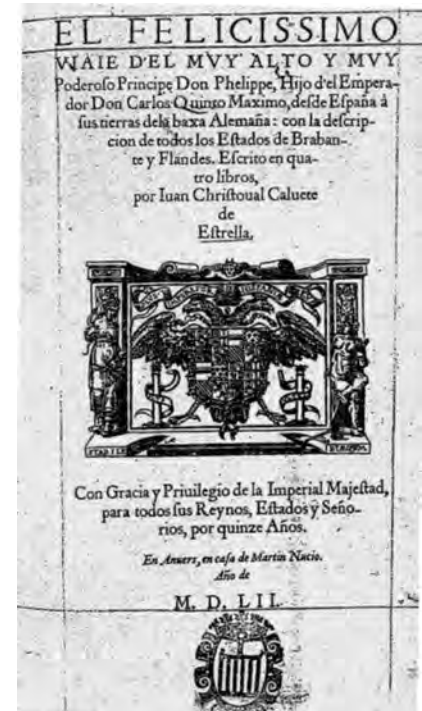 EL FELICISSIMO
VIAIE D'EL MVY ALTO Y MVY
Poderoſo Principe Don Phelippe, Hijo d'el Empera-
dor Don Carlos Quinto Maximo, deſde Eſpaña à
ſus tierras dela baxa Alemaña: con la deſcrip-
cion de todos los Eſtados de Braban-
te y Flandes. Eſcrito en qua-
tro libros,
por Iuan Chriſtoual Caluete
de
Eſtrella.
Con Gracia y Priuilegio de la Imperial Majeſtad,
para todos ſus Reynos, Eſtados y Seño-
rios, por quinze Años.
En Anuers, en caſa de Martin Nucio.
Año de
M. D. LII.